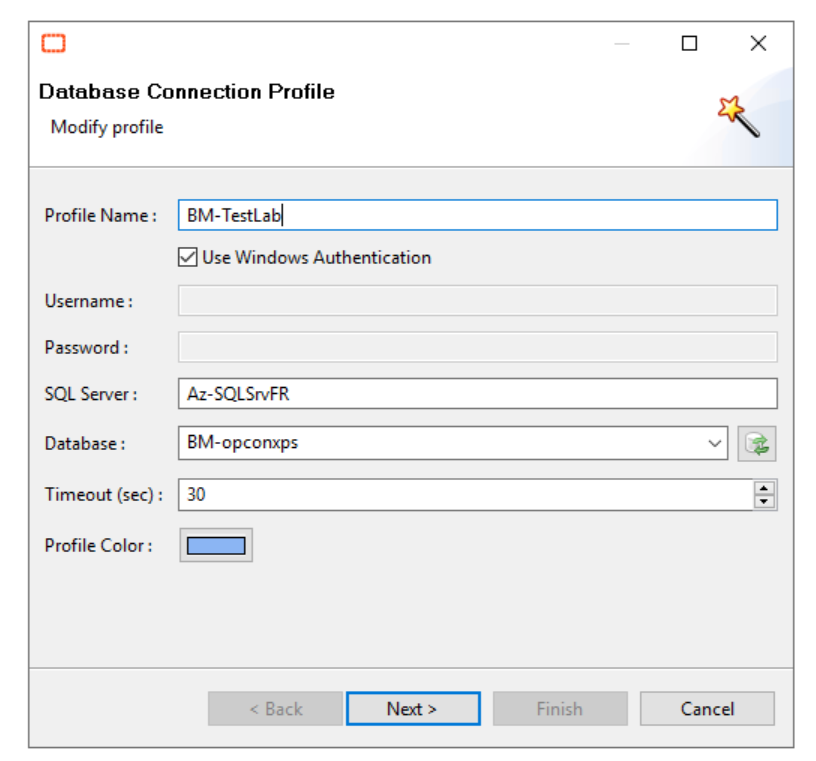 Database Connection Profile
Modify profile
Profile Name : BM-TestLab
Use Windows Authentication
Username :
Password :
SQL Server : Az-SQLSrvFR
Database : BM-opconxps
Timeout (sec) : 30
Profile Color :
< Back Next > Finish Cancel